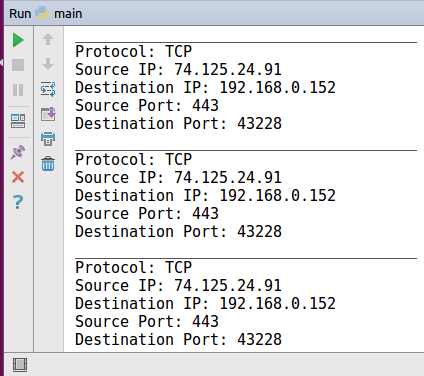 Run main
Protocol: TCP
Source IP: 74.125.24.91
Destination IP: 192.168.0.152
Source Port: 443
Destination Port: 43228
Protocol: TCP
Source IP: 74.125.24.91
Destination IP: 192.168.0.152
Source Port: 443
Destination Port: 43228
Protocol: TCP
Source IP: 74.125.24.91
Destination IP: 192.168.0.152
Source Port: 443
Destination Port: 43228